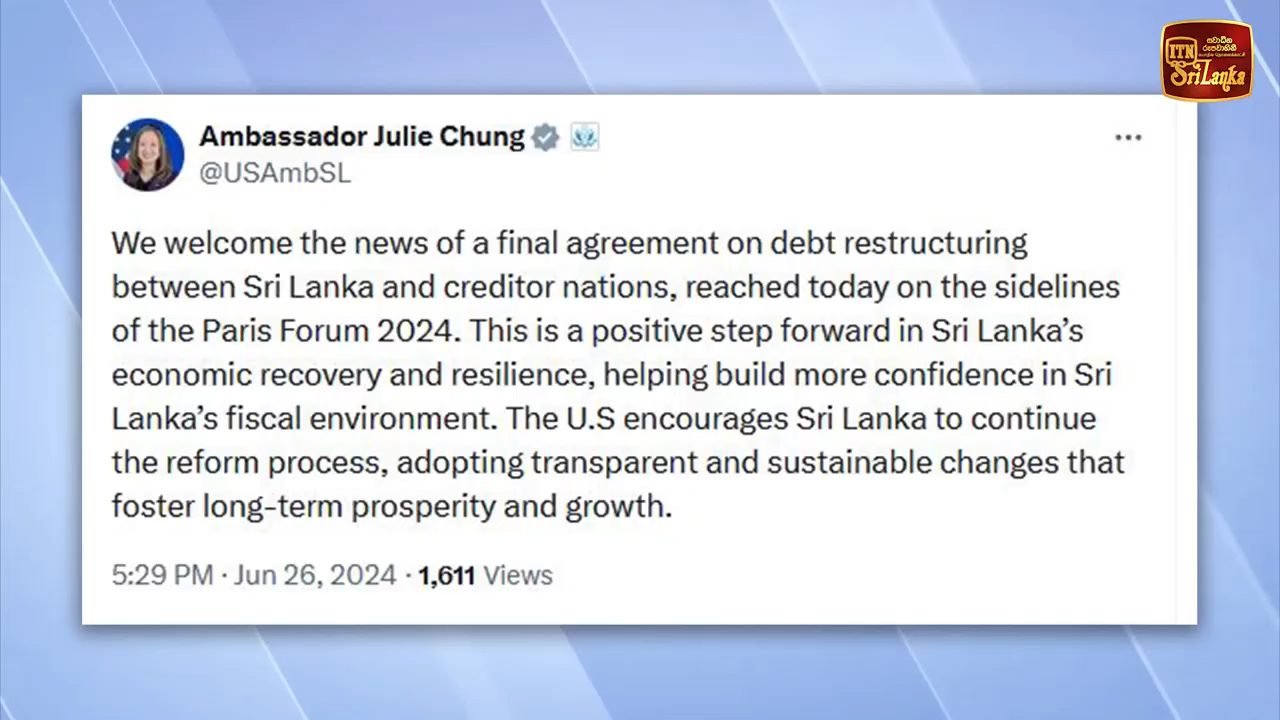 ITN
සවාධීන
රූපවාහිනී
Sri Lanka
Ambassador Julie Chung
@USAmbSL
We welcome the news of a final agreement on debt restructuring
between Sri Lanka and creditor nations, reached today on the sidelines
of the Paris Forum 2024. This is a positive step forward in Sri Lanka’s
economic recovery and resilience, helping build more confidence in Sri
Lanka’s fiscal environment. The U.S encourages Sri Lanka to continue
the reform process, adopting transparent and sustainable changes that
foster long-term prosperity and growth.
5:29 PM · Jun 26, 2024 · 1,611 Views